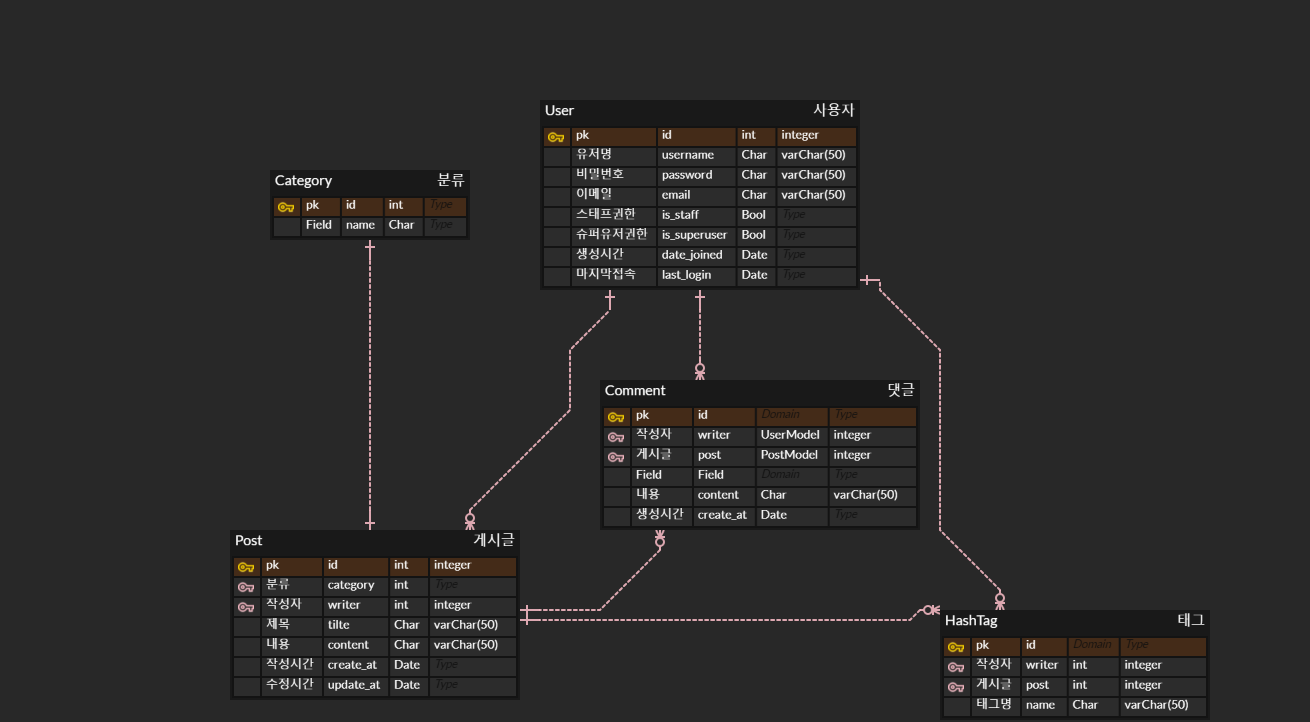 User 사용자
pk id int integer
유저명 username Char varChar(50)
비밀번호 password Char varChar(50)
이메일 email Char varChar(50)
스테프권한 is_staff Bool Type
슈퍼유저권한 is_superuser Bool Type
생성시간 date_joined Date Type
마지막접속 last_login Date Type
Category 분류
pk id int Type
Field name Char Type
Comment 댓글
pk id Domain Type
작성자 writer UserModel integer
게시글 post PostModel integer
Field Field Domain Type
내용 content Char varChar(50)
생성시간 create_at Date Type
Post 게시글
pk id int integer
분류 category int Type
작성자 writer int integer
제목 tilte Char varChar(50)
내용 content Char varChar(50)
작성시간 create_at Date Type
수정시간 update_at Date Type
HashTag 태그
pk id Domain Type
작성자 writer int integer
게시글 post int integer
태그명 name Char varChar(50)